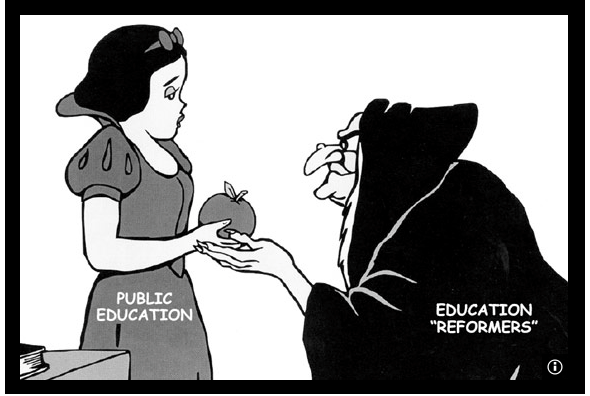 PUBLIC
EDUCATION
EDUCATION
"REFORMERS"